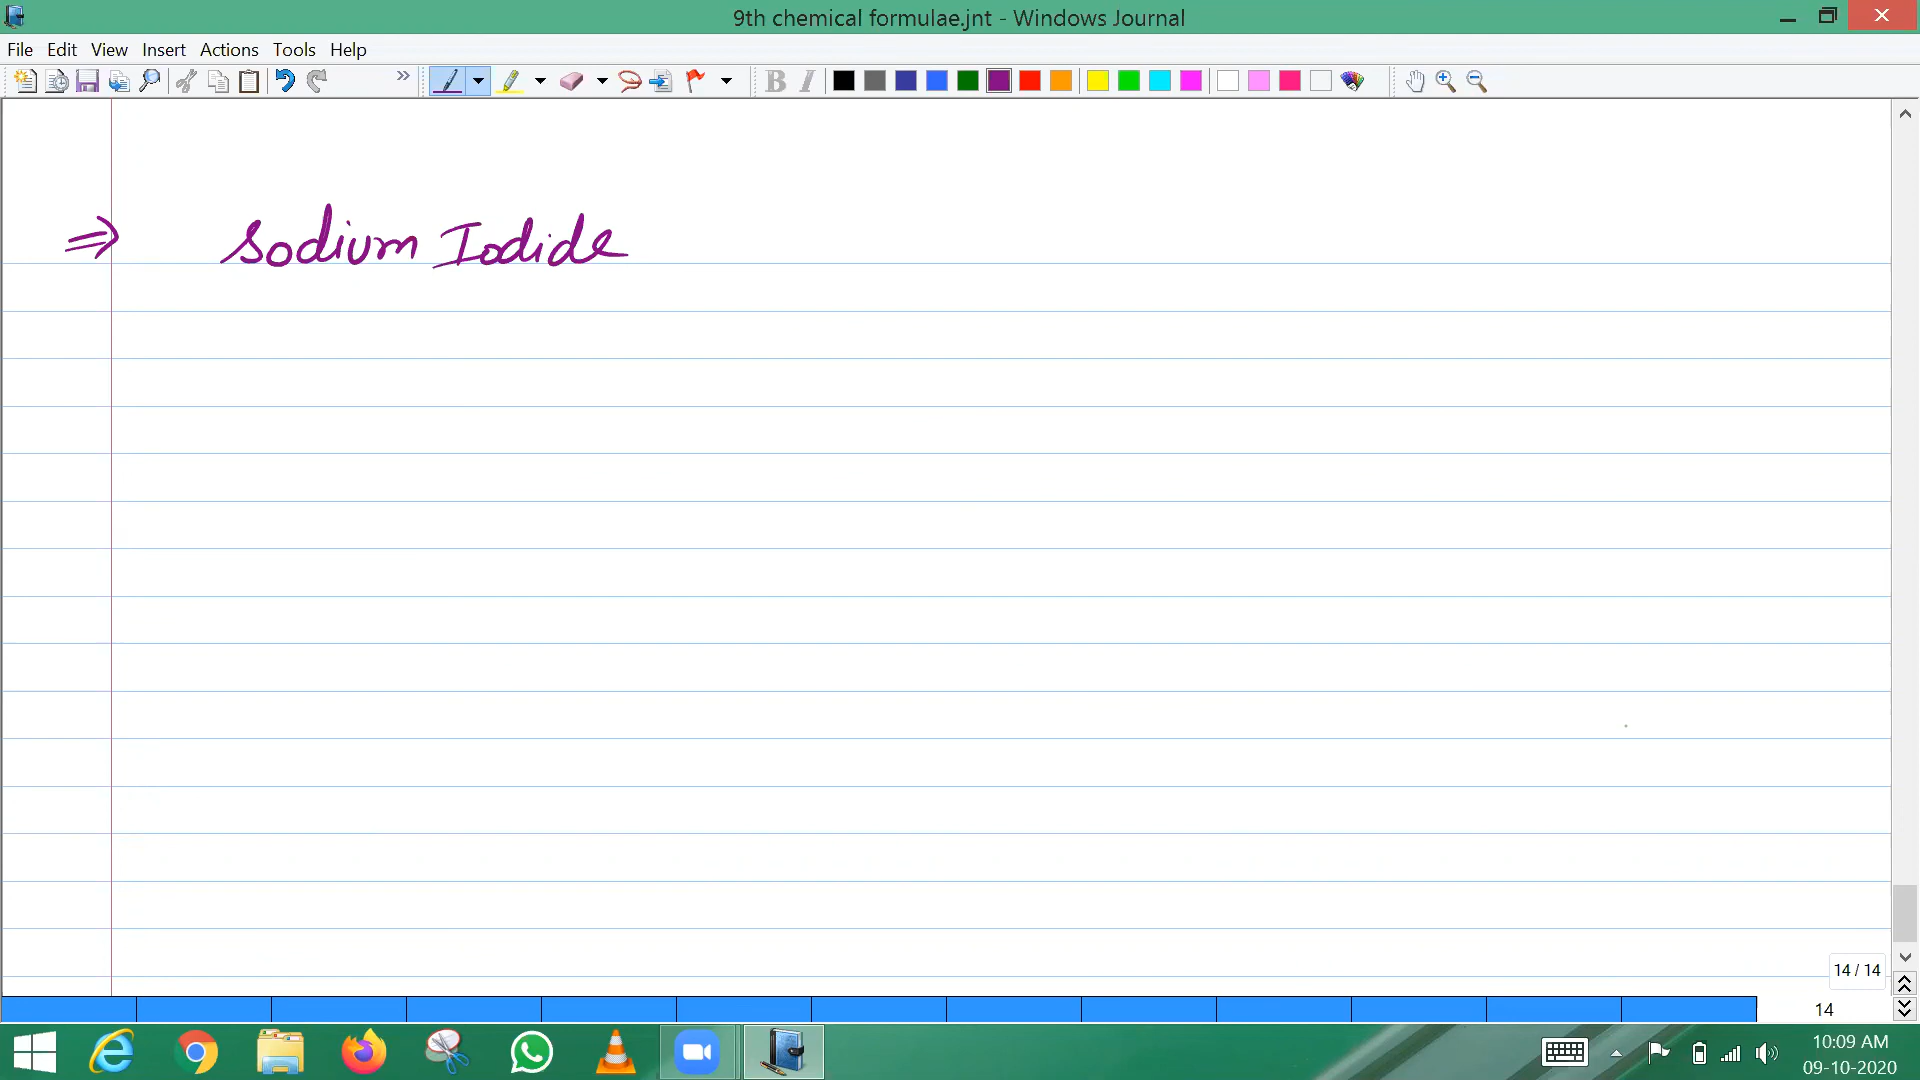 9th chemical formulae.jnt - Windows Journal
File Edit View Insert Actions Tools Help
B I
⇒ Sodium Iodide
14 / 14
14
10:09 AM
09-10-2020